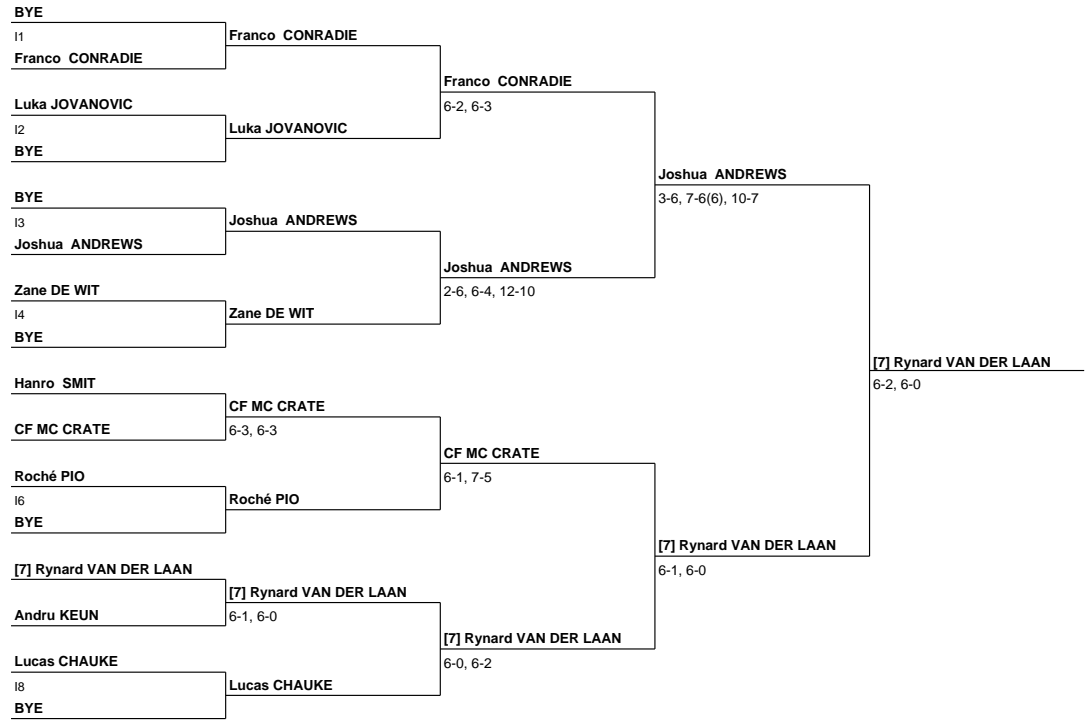 BYE
I1
Franco CONRADIE
Luka JOVANOVIC
I2
BYE
BYE
I3
Joshua ANDREWS
Zane DE WIT
I4
BYE
Hanro SMIT
CF MC CRATE
Roché PIO
I6
BYE
[7] Rynard VAN DER LAAN
Andru KEUN
Lucas CHAUKE
I8
BYE
Franco CONRADIE
Luka JOVANOVIC
Joshua ANDREWS
Zane DE WIT
CF MC CRATE
6-3, 6-3
Roché PIO
[7] Rynard VAN DER LAAN
6-1, 6-0
Lucas CHAUKE
Franco CONRADIE
6-2, 6-3
Joshua ANDREWS
2-6, 6-4, 12-10
CF MC CRATE
6-1, 7-5
[7] Rynard VAN DER LAAN
6-0, 6-2
Joshua ANDREWS
3-6, 7-6(6), 10-7
[7] Rynard VAN DER LAAN
6-1, 6-0
[7] Rynard VAN DER LAAN
6-2, 6-0